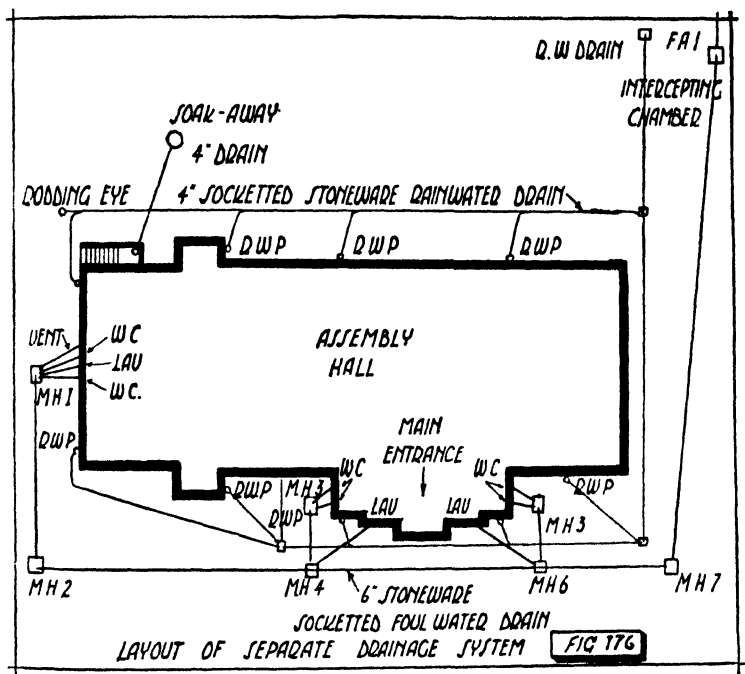 R.W DRAIN
FAI
INTERCEPTING
CHAMBER
SOAK-AWAY
4" DRAIN
RODDING EYE
4" SOCKETTED STONEWARE RAINWATER DRAIN
RWP
RWP
RWP
VENT
WC
LAU
WC.
MH1
ASSEMBLY
HALL
RWP
MAIN
ENTRANCE
WC
WC
RWP
MH3
RWP
LAU
LAU
RWP
MH3
MH2
MH4
MH6
MH7
6" STONEWARE
SOCKETTED FOUL WATER DRAIN
LAYOUT OF SEPARATE DRAINAGE SYSTEM
FIG 176